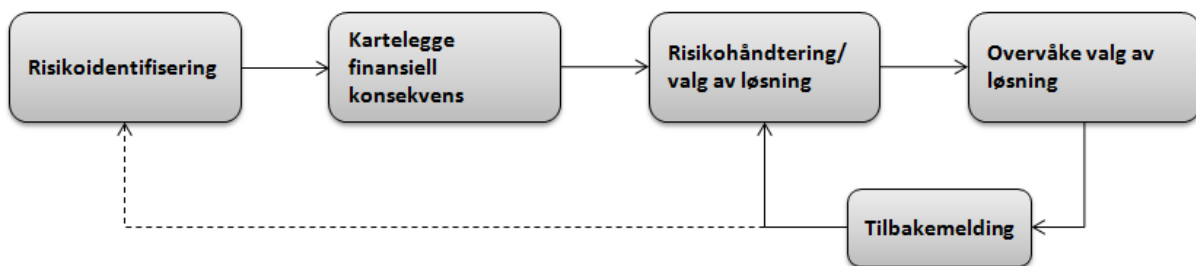 Risikoidentifisering
Kartelegge
finansiell
konsekvens
Risikohåndtering/
valg av løsning
Overvåke valg av
løsning
Tilbakemelding